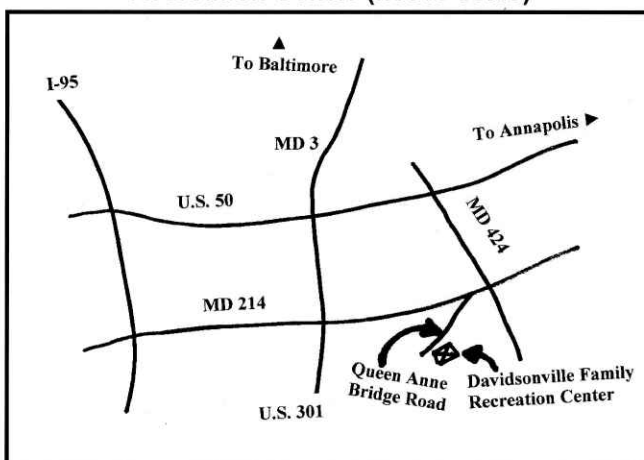 To Baltimore
I-95
MD 3
To Annapolis
U.S. 50
MD 424
MD 214
Queen Anne
Bridge Road
Davidsonville Family
Recreation Center
U.S. 301